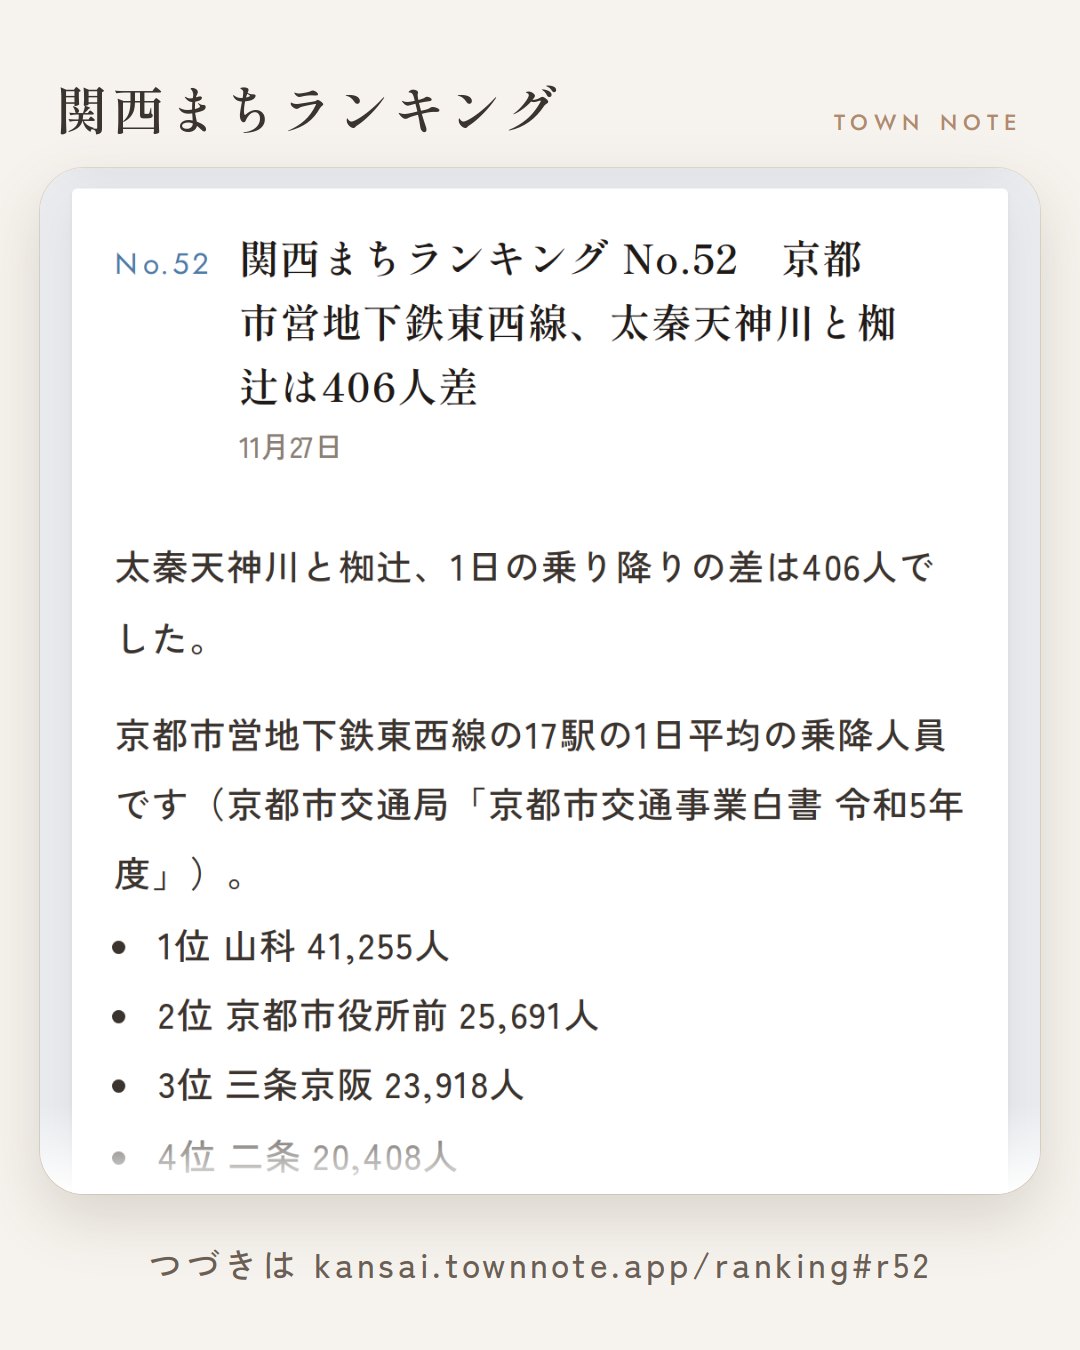 関西まちランキング
TOWN NOTE
No.52
関西まちランキング No.52　京都
市営地下鉄東西線、太秦天神川と椥
辻は406人差
11月27日
太秦天神川と椥辻、1日の乗り降りの差は406人で
した。
京都市営地下鉄東西線の17駅の1日平均の乗降人員
です（京都市交通局「京都市交通事業白書 令和5年
度」）。
• 1位 山科 41,255人
• 2位 京都市役所前 25,691人
• 3位 三条京阪 23,918人
• 4位 二条 20,408人
つづきは kansai.townnote.app/ranking#r52